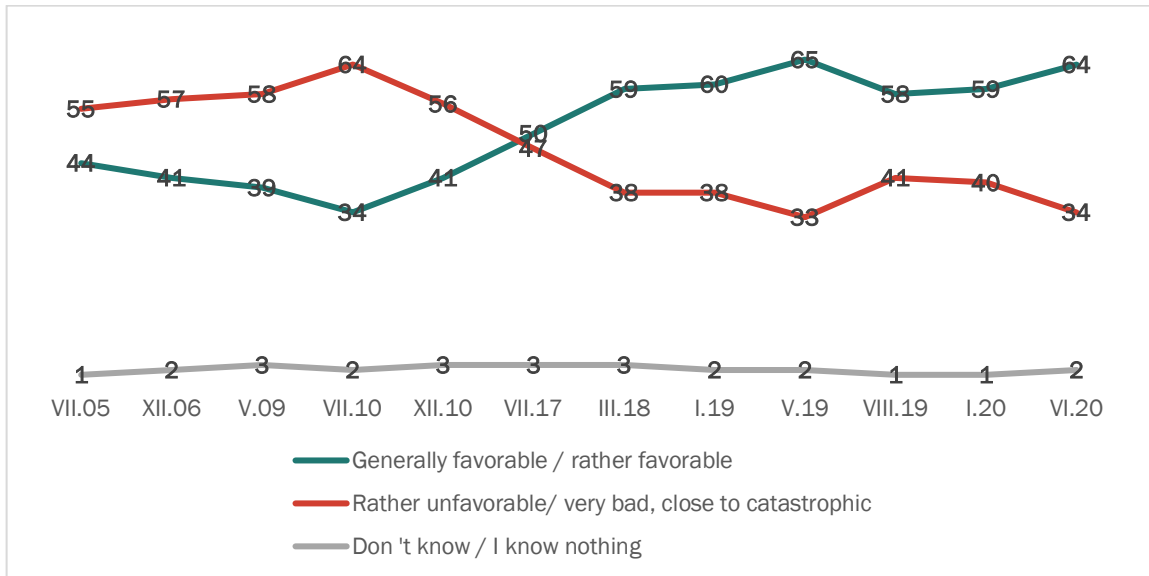 55 57 58 64 56 50 59 60 65 58 59 64
44 41 39 34 41 47 38 38 33 41 40 34
1 2 3 2 3 3 3 2 2 1 1 2
VII.05 XII.06 V.09 VII.10 XII.10 VII.17 III.18 I.19 V.19 VIII.19 I.20 VI.20
Generally favorable / rather favorable
Rather unfavorable/ very bad, close to catastrophic
Don 't know / I know nothing